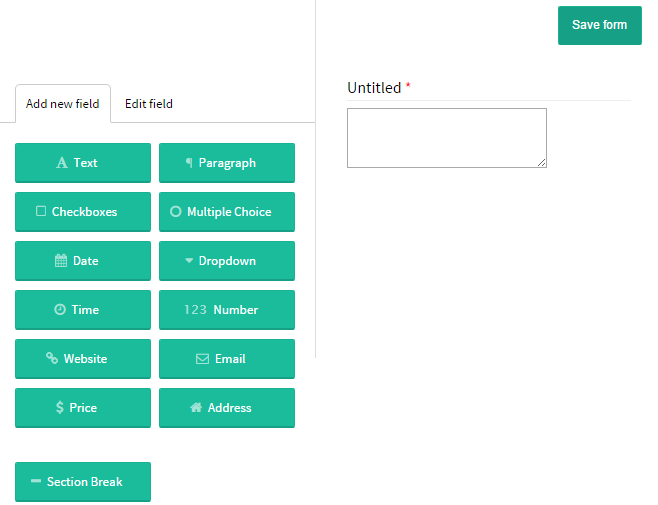 Save form
Add new field Edit field
Untitled *
A Text ¶ Paragraph
Checkboxes Multiple Choice
Date Dropdown
Time 123 Number
Website Email
$ Price Address
Section Break